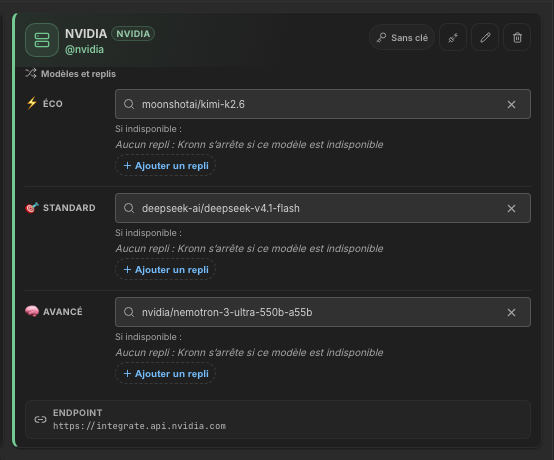 NVIDIA NVIDIA
@nvidia
Sans clé
Modèles et replis
ÉCO
moonshotai/kimi-k2.6
Si indisponible :
Aucun repli : Kronn s'arrête si ce modèle est indisponible
+ Ajouter un repli
STANDARD
deepseek-ai/deepseek-v4.1-flash
Si indisponible :
Aucun repli : Kronn s'arrête si ce modèle est indisponible
+ Ajouter un repli
AVANCÉ
nvidia/nemotron-3-ultra-550b-a55b
Si indisponible :
Aucun repli : Kronn s'arrête si ce modèle est indisponible
+ Ajouter un repli
ENDPOINT
https://integrate.api.nvidia.com